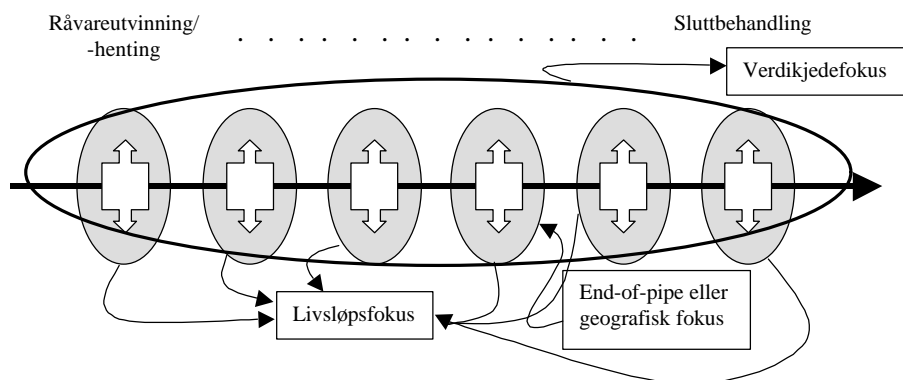 Råvareutvinning/
-henting
. . . . . . . . . . . . . . .
Sluttbehandling
Verdikjedefokus
Livsløpsfokus
End-of-pipe eller
geografisk fokus